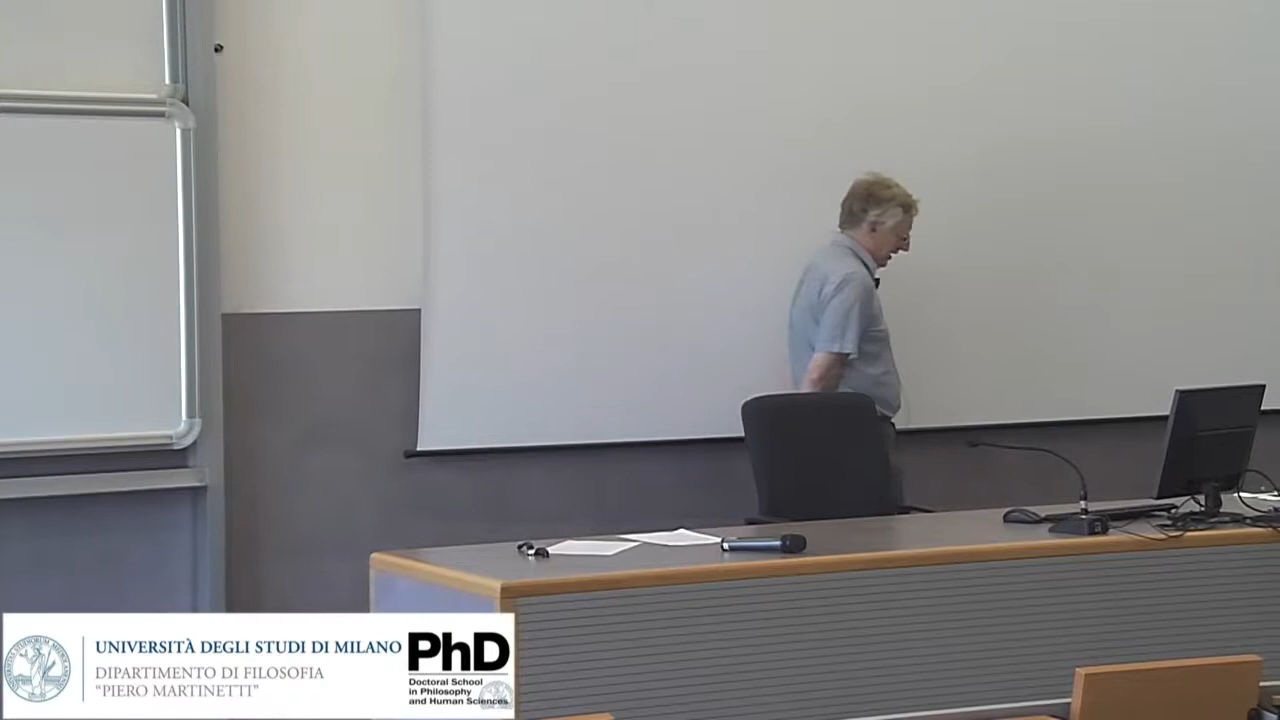 UNIVERSITÀ DEGLI STUDI DI MILANO
DIPARTIMENTO DI FILOSOFIA
"PIERO MARTINETTI"
PhD
Doctoral School
in Philosophy
and Human Sciences